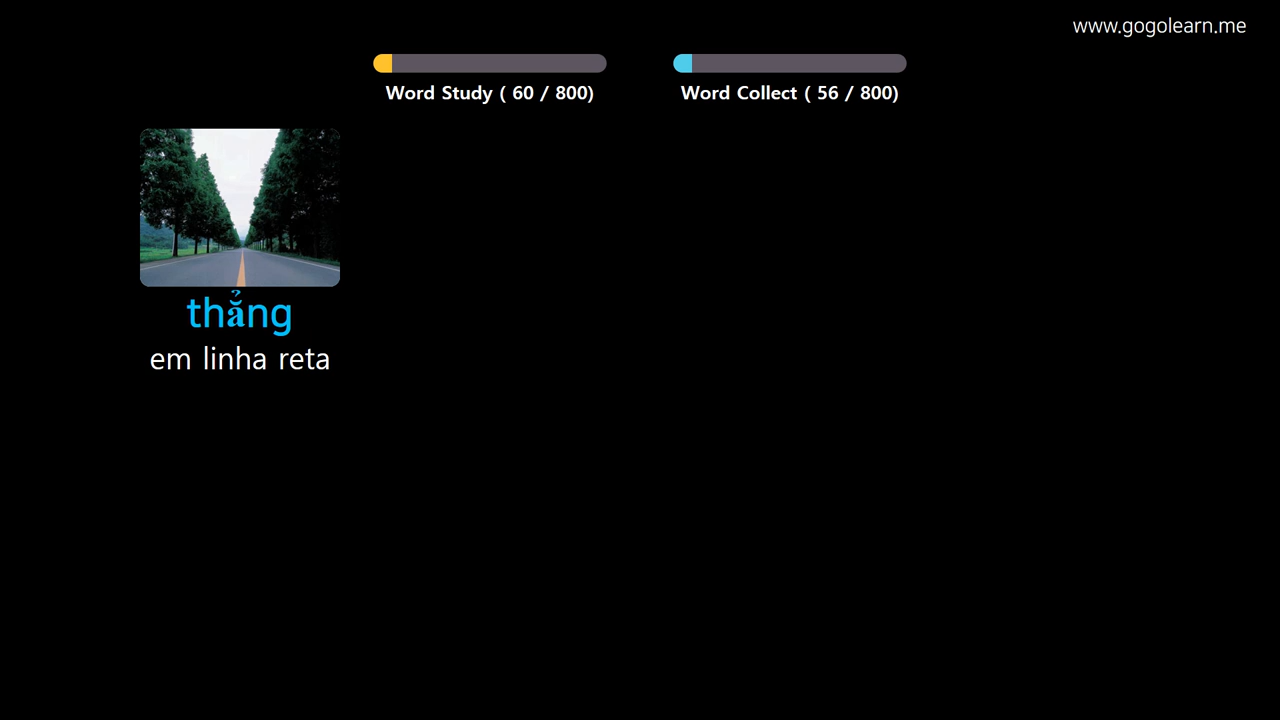 www.gogolearn.me
Word Study ( 60 / 800)
Word Collect ( 56 / 800)
thẳng
em linha reta